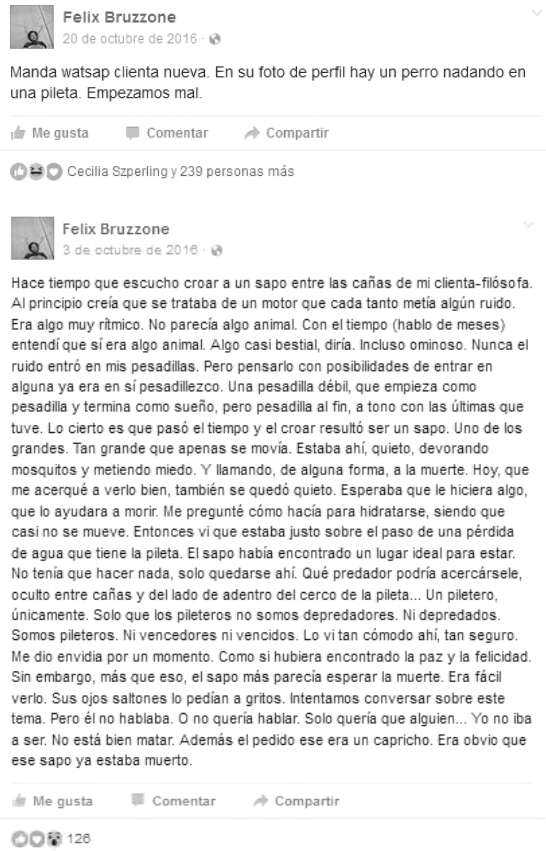 Felix Bruzzone
20 de octubre de 2016 ·
Manda watsap clienta nueva. En su foto de perfil hay un perro nadando en
una pileta. Empezamos mal.
Me gusta Comentar Compartir
Cecilia Szperling y 239 personas más
Felix Bruzzone
3 de octubre de 2016 ·
Hace tiempo que escucho croar a un sapo entre las cañas de mi clienta-filósofa.
Al principio creía que se trataba de un motor que cada tanto metía algún ruido.
Era algo muy rítmico. No parecía algo animal. Con el tiempo (hablo de meses)
entendí que sí era algo animal. Algo casi bestial, diría. Incluso ominoso. Nunca el
ruido entró en mis pesadillas. Pero pensarlo con posibilidades de entrar en
alguna ya era en sí pesadillezco. Una pesadilla débil, que empieza como
pesadilla y termina como sueño, pero pesadilla al fin, a tono con las últimas que
tuve. Lo cierto es que pasó el tiempo y el croar resultó ser un sapo. Uno de los
grandes. Tan grande que apenas se movía. Estaba ahí, quieto, devorando
mosquitos y metiendo miedo. Y llamando, de alguna forma, a la muerte. Hoy, que
me acerqué a verlo bien, también se quedó quieto. Esperaba que le hiciera algo,
que lo ayudara a morir. Me pregunté cómo hacía para hidratarse, siendo que
casi no se mueve. Entonces vi que estaba justo sobre el paso de una pérdida
de agua que tiene la pileta. El sapo había encontrado un lugar ideal para estar.
No tenía que hacer nada, solo quedarse ahí. Qué predador podría acercársele,
oculto entre cañas y del lado de adentro del cerco de la pileta... Un piletero,
únicamente. Solo que los pileteros no somos depredadores. Ni depredados.
Somos pileteros. Ni vencedores ni vencidos. Lo vi tan cómodo ahí, tan seguro.
Me dio envidia por un momento. Como si hubiera encontrado la paz y la felicidad.
Sin embargo, más que eso, el sapo más parecía esperar la muerte. Era fácil
verlo. Sus ojos saltones lo pedían a gritos. Intentamos conversar sobre este
tema. Pero él no hablaba. O no quería hablar. Solo quería que alguien... Yo no iba
a ser. No está bien matar. Además el pedido ese era un capricho. Era obvio que
ese sapo ya estaba muerto.
Me gusta Comentar Compartir
126